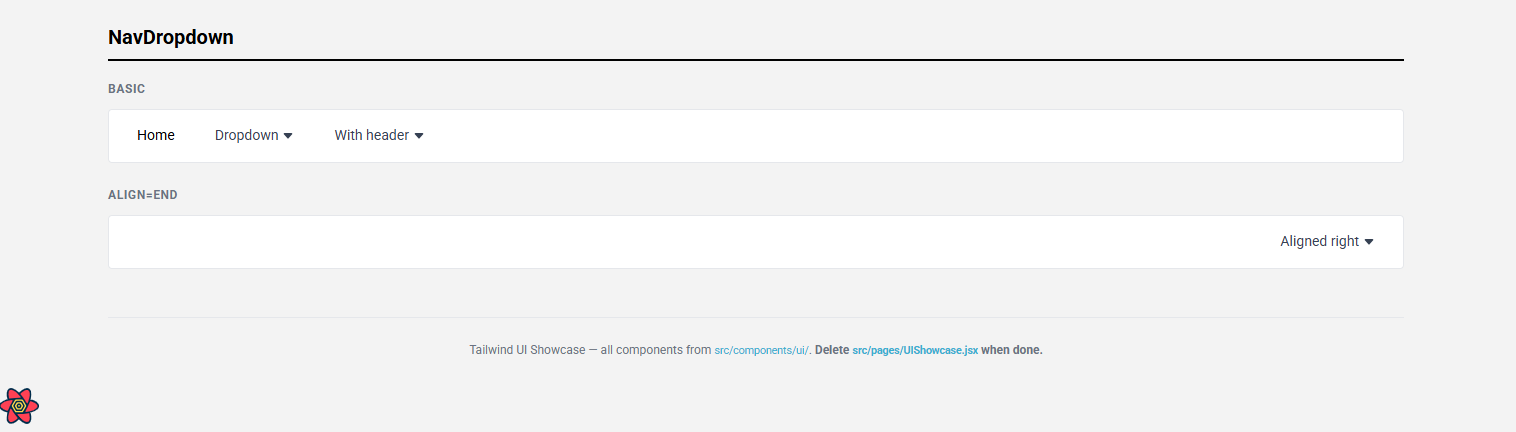 NavDropdown
BASIC
Home Dropdown With header
ALIGN=END
Aligned right
Tailwind UI Showcase — all components from src/components/ui/. Delete src/pages/UIShowcase.jsx when done.